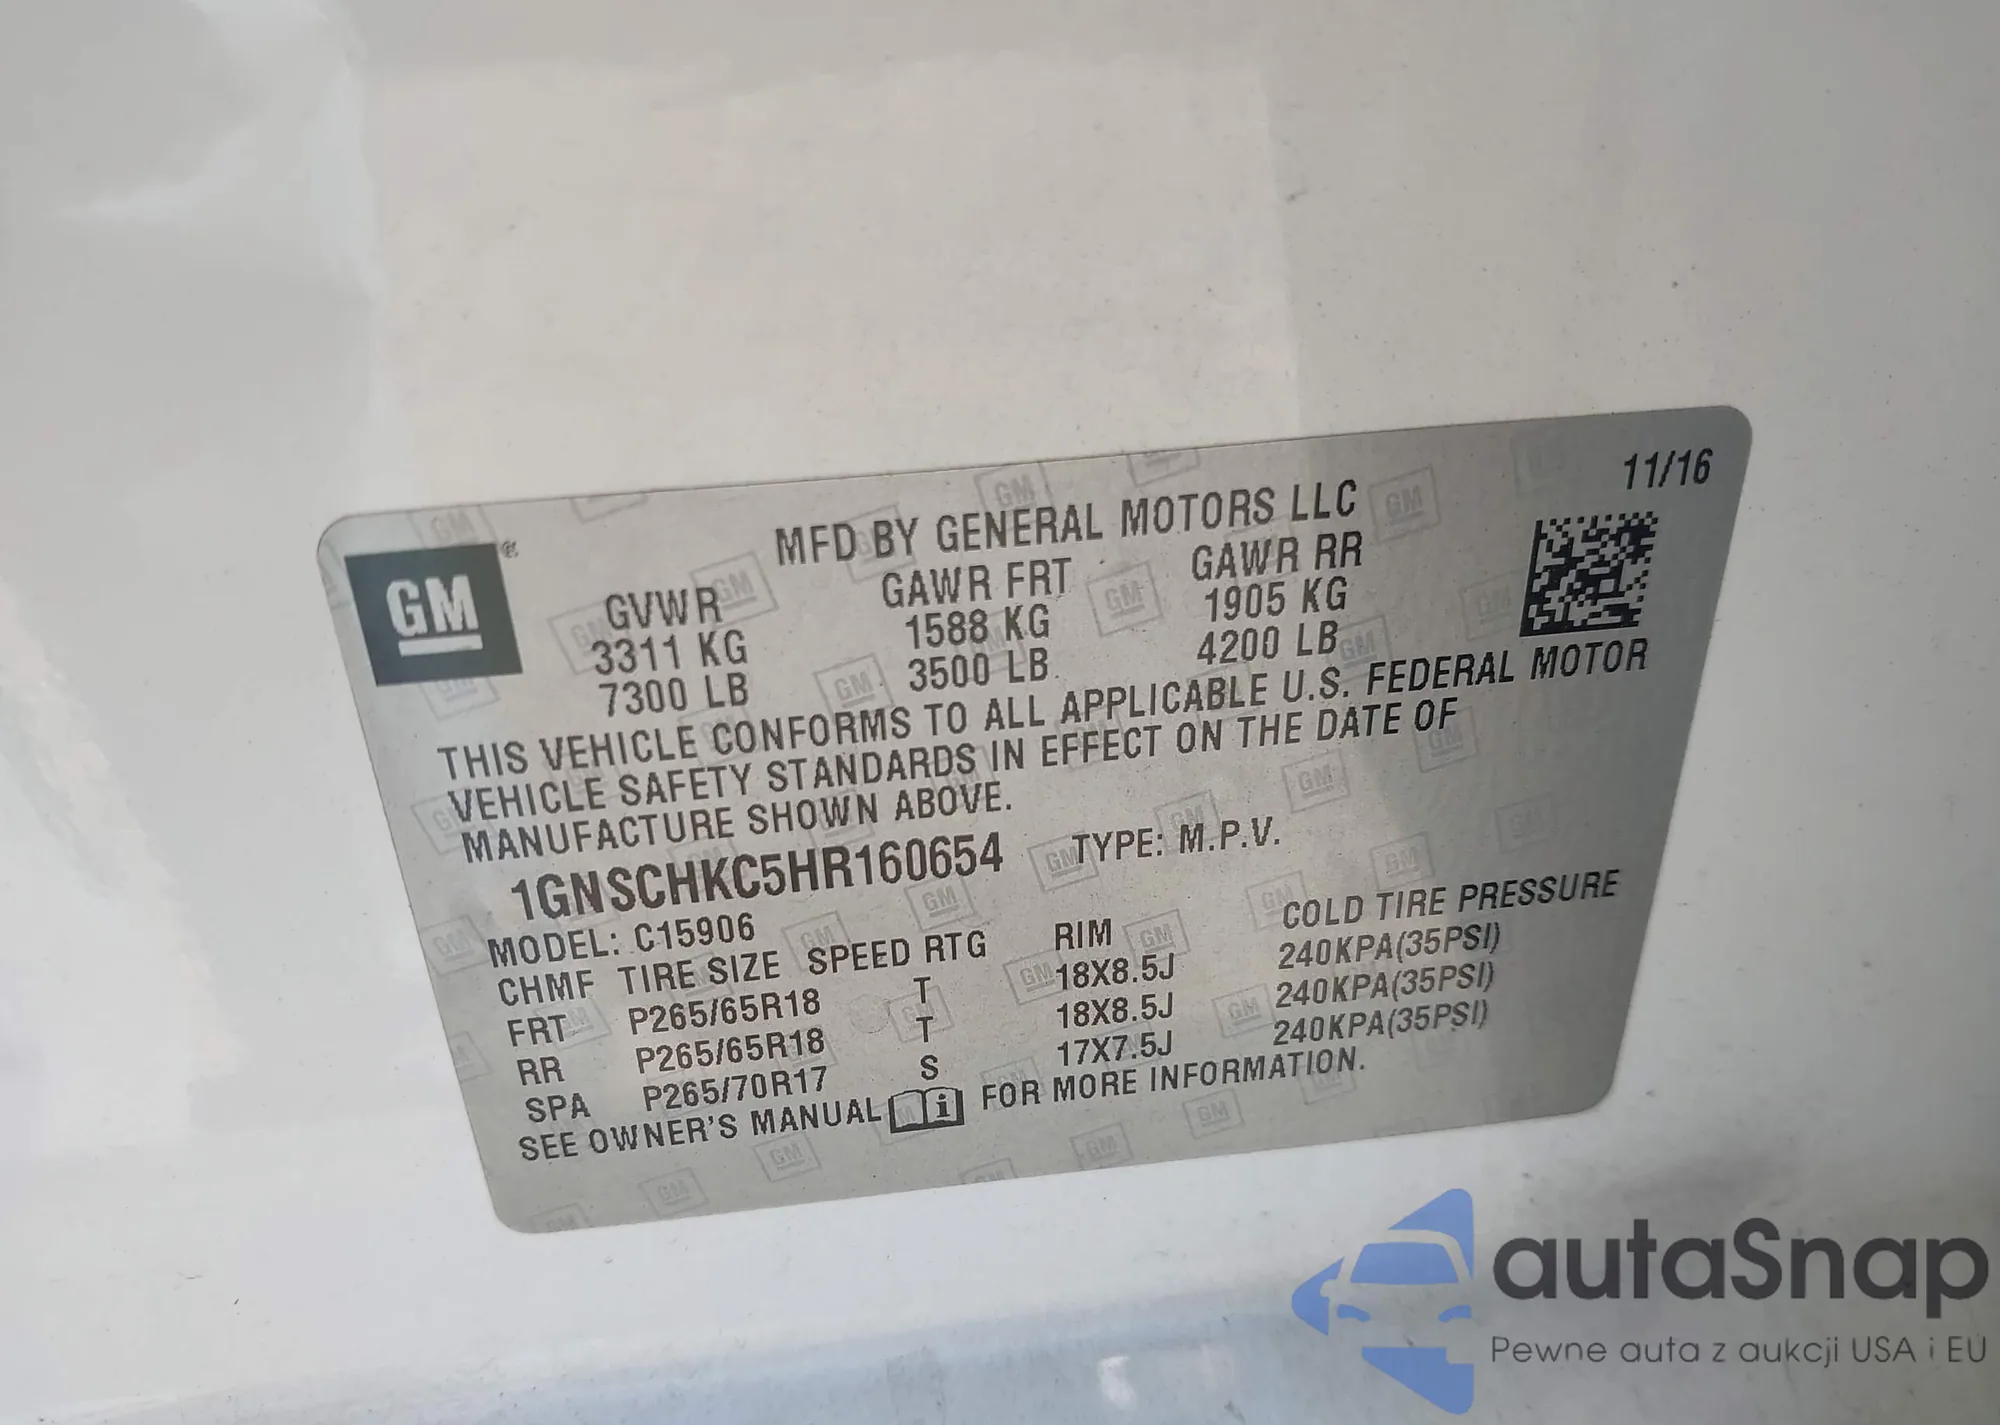 11/16
MFD BY GENERAL MOTORS LLC
GM®
GVWR GAWR FRT GAWR RR
3311 KG 1588 KG 1905 KG
7300 LB 3500 LB 4200 LB
THIS VEHICLE CONFORMS TO ALL APPLICABLE U.S. FEDERAL MOTOR
VEHICLE SAFETY STANDARDS IN EFFECT ON THE DATE OF
MANUFACTURE SHOWN ABOVE.
1GNSCHKC5HR160654 TYPE: M.P.V.
MODEL: C15906
CHMF TIRE SIZE SPEED RTG RIM COLD TIRE PRESSURE
FRT P265/65R18 T 18X8.5J 240KPA(35PSI)
RR P265/65R18 T 18X8.5J 240KPA(35PSI)
SPA P265/70R17 S 17X7.5J 240KPA(35PSI)
SEE OWNER'S MANUAL i FOR MORE INFORMATION.
autaSnap
Pewne auta z aukcji USA i EU